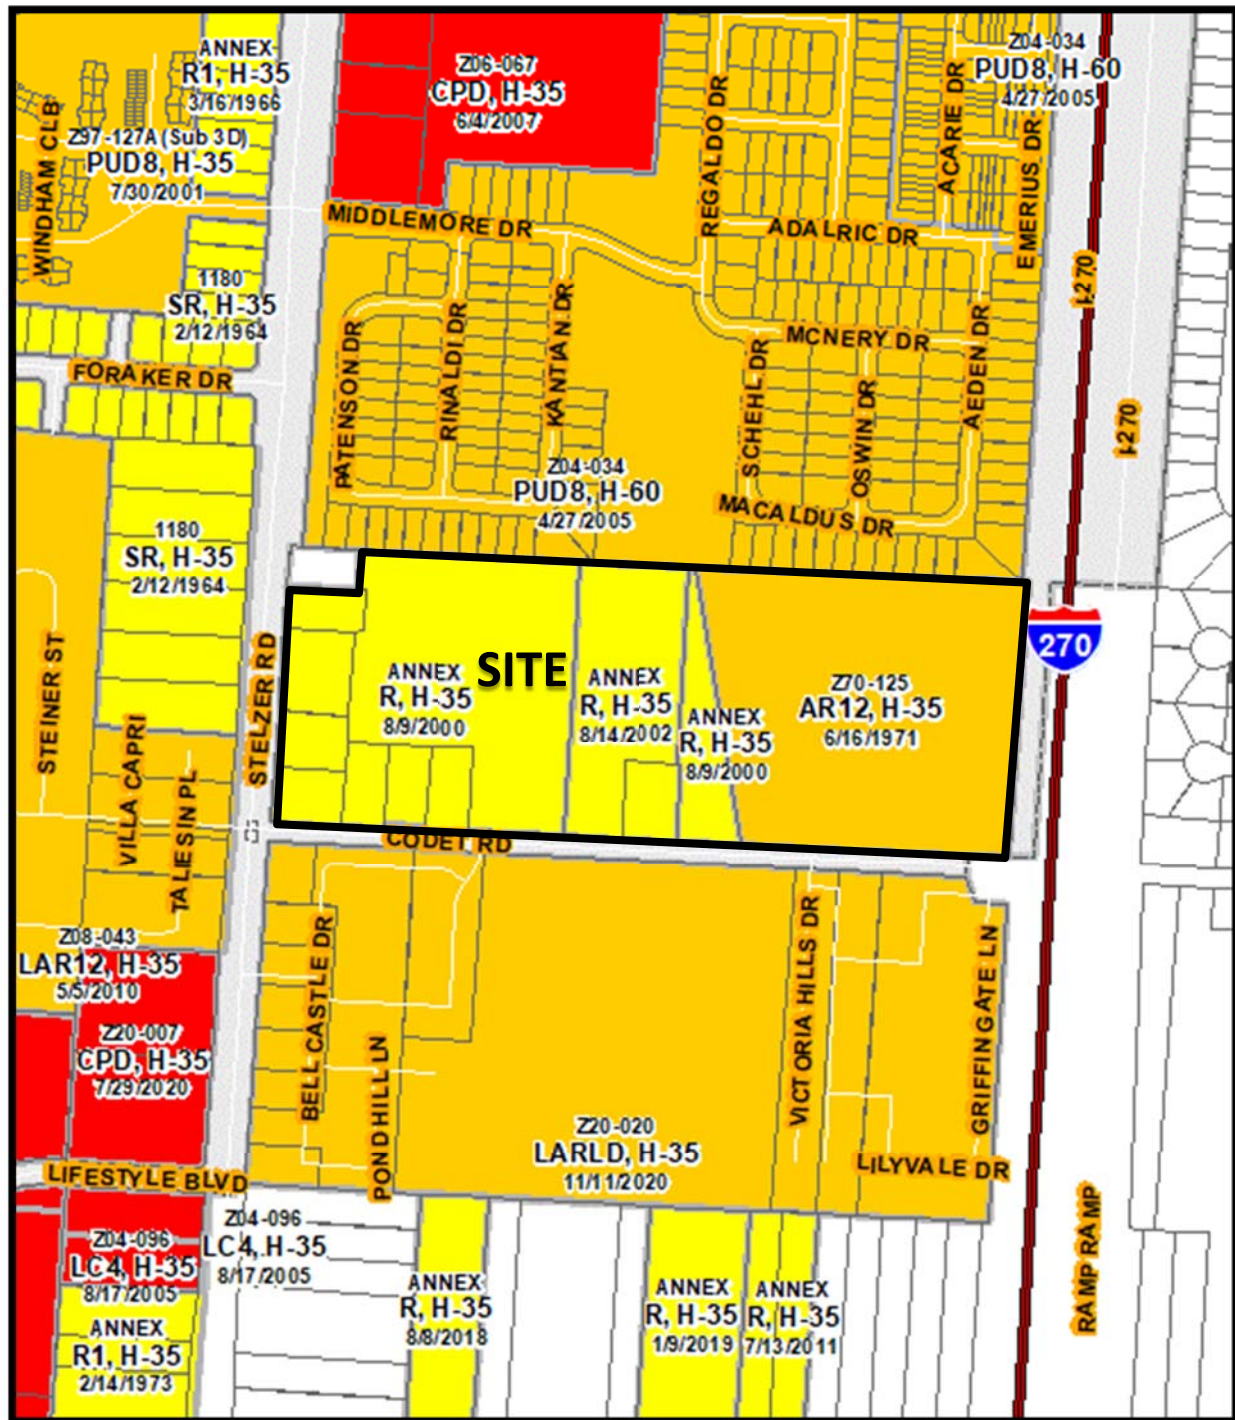 ANNEX
R1, H-35
3/16/1966
Z06-067
CPD, H-35
6/4/2007
Z04-034
PUD8, H-60
4/27/2005
WINDHAM CLB
Z97-127A (Sub 3D)
PUD8, H-35
7/30/2001
REGALDO DR
ACARIE DR
EMERIUS DR
MIDDLEMORE DR
ADALRIC DR
1180
SR, H-35
2/12/1964
I-270
PATENSON DR
RINALDI DR
KANTIAN DR
MCNERY DR
SCHEHL DR
OSWIN DR
AEDEN DR
FORAKER DR
I-270
Z04-034
PUD8, H-60
4/27/2005
MACALDUS DR
1180
SR, H-35
2/12/1964
STEINER ST
STELZER RD
SITE
ANNEX
R, H-35
8/9/2000
ANNEX
R, H-35
8/14/2002
ANNEX
R, H-35
8/9/2000
Z70-125
AR12, H-35
6/16/1971
270
VILLA CAPRI
TALIESIN PL
CODET RD
Z08-043
LAR12, H-35
5/5/2010
Z20-007
CPD, H-35
7/29/2020
BELLCASTLE DR
PONDHILL LN
VICTORIA HILLS DR
GRIFFINGATE LN
Z20-020
LARLD, H-35
11/11/2020
LILYVALE DR
LIFESTYLE BLVD
Z04-096
LC4, H-35
8/17/2005
Z04-096
LC4, H-35
8/17/2005
RAMP RAMP
ANNEX
R1, H-35
2/14/1973
ANNEX
R, H-35
8/8/2018
ANNEX
R, H-35
1/9/2019
ANNEX
R, H-35
7/13/2011